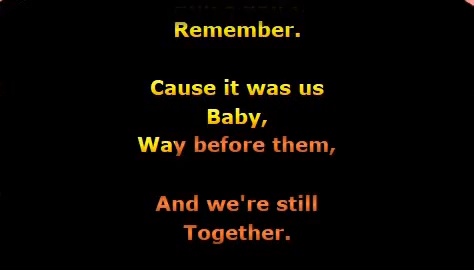 Remember.
Cause it was us
Baby,
Way before them,
And we're still
Together.